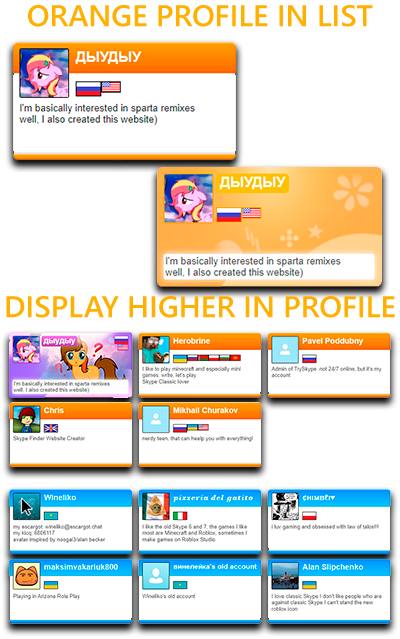 ORANGE PROFILE IN LIST
ДЫУДЫУ
I'm basically interested in sparta remixes
well, I also created this website)
ДЫУДЫУ
I'm basically interested in sparta remixes
well, I also created this website)
DISPLAY HIGHER IN PROFILE
ДЫУДЫУ
I'm basically interested in sparta remixes
well, I also created this website)
Herobrine
I like to play minecraft and especially mini
games. write, let's play
Skype Classic lover
Pavel Poddubny
Admin of TrySkype. not 24/7 online, but it's my
account
Chris
Skype Finder Website Creator
Mikhail Churakov
nerdy teen, that can heelp you with everything!
Wineliko
my escargot: wineliko@escargot.chat
my klcq: 6806117
avatar inspired by noogai3/alan becker
pizzeria del gatito
I like the old Skype 6 and 7, the games I like
most are Minecraft and Roblox, sometimes I
make games on Roblox Studio
i luv gaming and obsessed with law of talos!!!
maksimvakariuk800
Playing in Arizona Role Play
винелейка's old account
Wineliko's old account
Alan Slipchenko
I love classic Skype I don't like people who are
against classic Skype I can't stand the new
roblox icon